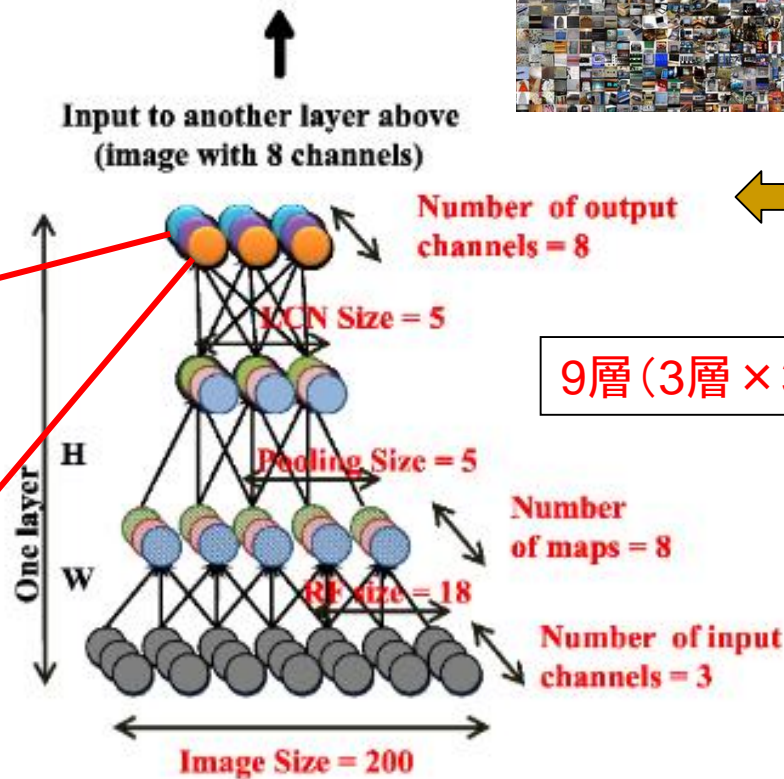 Input to another layer above
(image with 8 channels)
Number of output
channels = 8
LCN Size = 5
9層(3層×
H
Pooling Size = 5
One layer
Number
of maps = 8
W
RF size = 18
Number of input
channels = 3
Image Size = 200